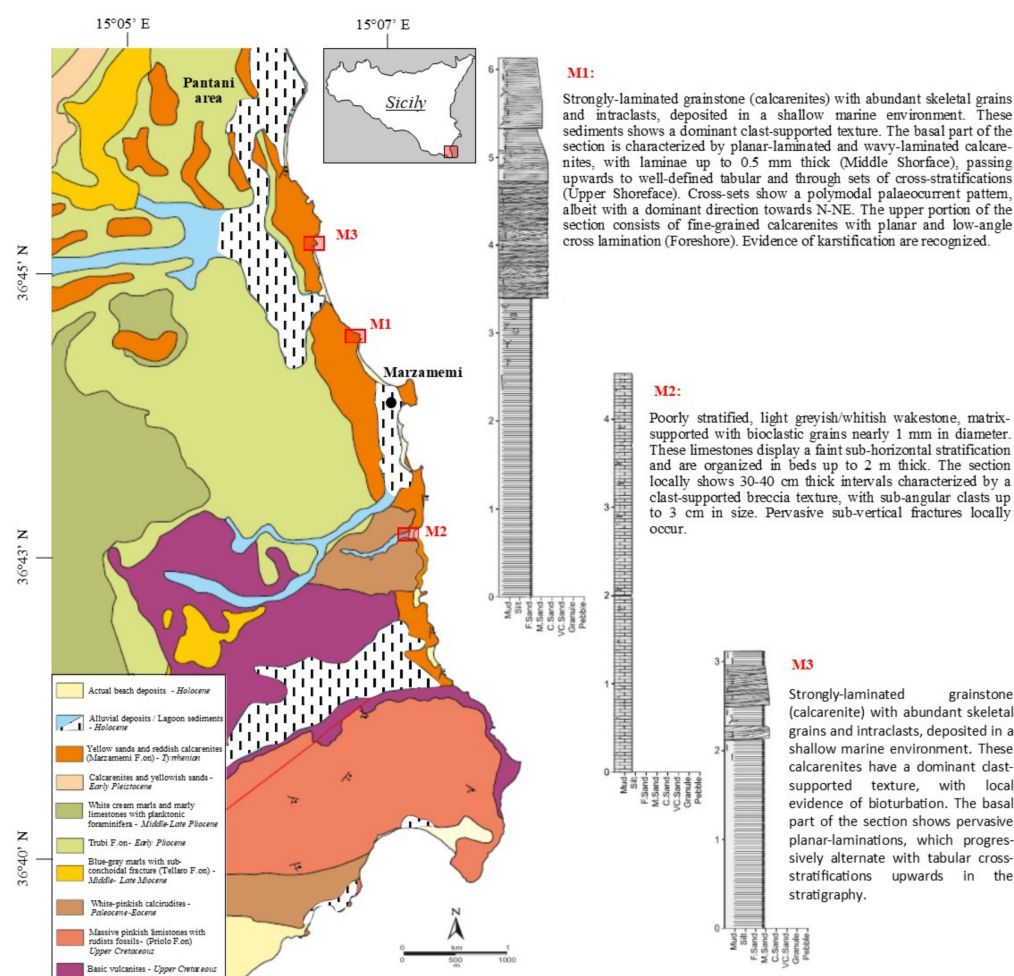 15°05’ E
15°07’ E
Pantani
area
Sicily
M3
M1
Marzamemi
M2
36°45’ N
36°43’ N
36°40’ N
Actual beach deposits - Holocene
Alluvial deposits / Lagoon sediments
- Holocene
Yellow sands and reddish calcarenites
(Marzamemi F.on) - Tyrrhenian
Calcarenites and yellowish sands -
Early Pleiztocene
White cream marls and marly
limestones with planktonic
foraminifera - Middle-Late Pliocene
Trubi F.on- Early Pliocene
Blue-gray marls with sub-
conchoidal fracture (Tellaro F.on) -
Middle- Late Miocene
White-pinkish calcirudites -
Paleocene-Eocene
Massive pinkish limistones with
rudists fossils- (Priolo F.on)
Upper Cretaceous
Basic vulcanites - Upper Cretaceous
N
km
0 1
0 500 1000
m
6
5
4
3
2
1
0
Mud
Silt
F.Sand
M.Sand
C.Sand
VC.Sand
Granule
Pebble
M1:
Strongly-laminated grainstone (calcarenites) with abundant skeletal grains
and intraclasts, deposited in a shallow marine environment. These
sediments shows a dominant clast-supported texture. The basal part of the
section is characterized by planar-laminated and wavy-laminated calcare-
nites, with laminae up to 0.5 mm thick (Middle Shorface), passing
upwards to well-defined tabular and through sets of cross-stratifications
(Upper Shoreface). Cross-sets show a polymodal palaeocurrent pattern,
albeit with a dominant direction towards N-NE. The upper portion of the
section consists of fine-grained calcarenites with planar and low-angle
cross lamination (Foreshore). Evidence of karstification are recognized.
4
3
2
1
0
Mud
Silt
F.Sand
M.Sand
C.Sand
VC.Sand
Granule
Pebble
M2:
Poorly stratified, light greyish/whitish wakestone, matrix-
supported with bioclastic grains nearly 1 mm in diameter.
These limestones display a faint sub-horizontal stratification
and are organized in beds up to 2 m thick. The section
locally shows 30-40 cm thick intervals characterized by a
clast-supported breccia texture, with sub-angular clasts up
to 3 cm in size. Pervasive sub-vertical fractures locally
occur.
3
2
1
0
Mud
Silt
F.Sand
M.Sand
C.Sand
VC.Sand
Granule
Pebble
M3
Strongly-laminated grainstone
(calcarenite) with abundant skeletal
grains and intraclasts, deposited in a
shallow marine environment. These
calcarenites have a dominant clast-
supported texture, with local
evidence of bioturbation. The basal
part of the section shows pervasive
planar-laminations, which progres-
sively alternate with tabular cross-
stratifications upwards in the
stratigraphy.